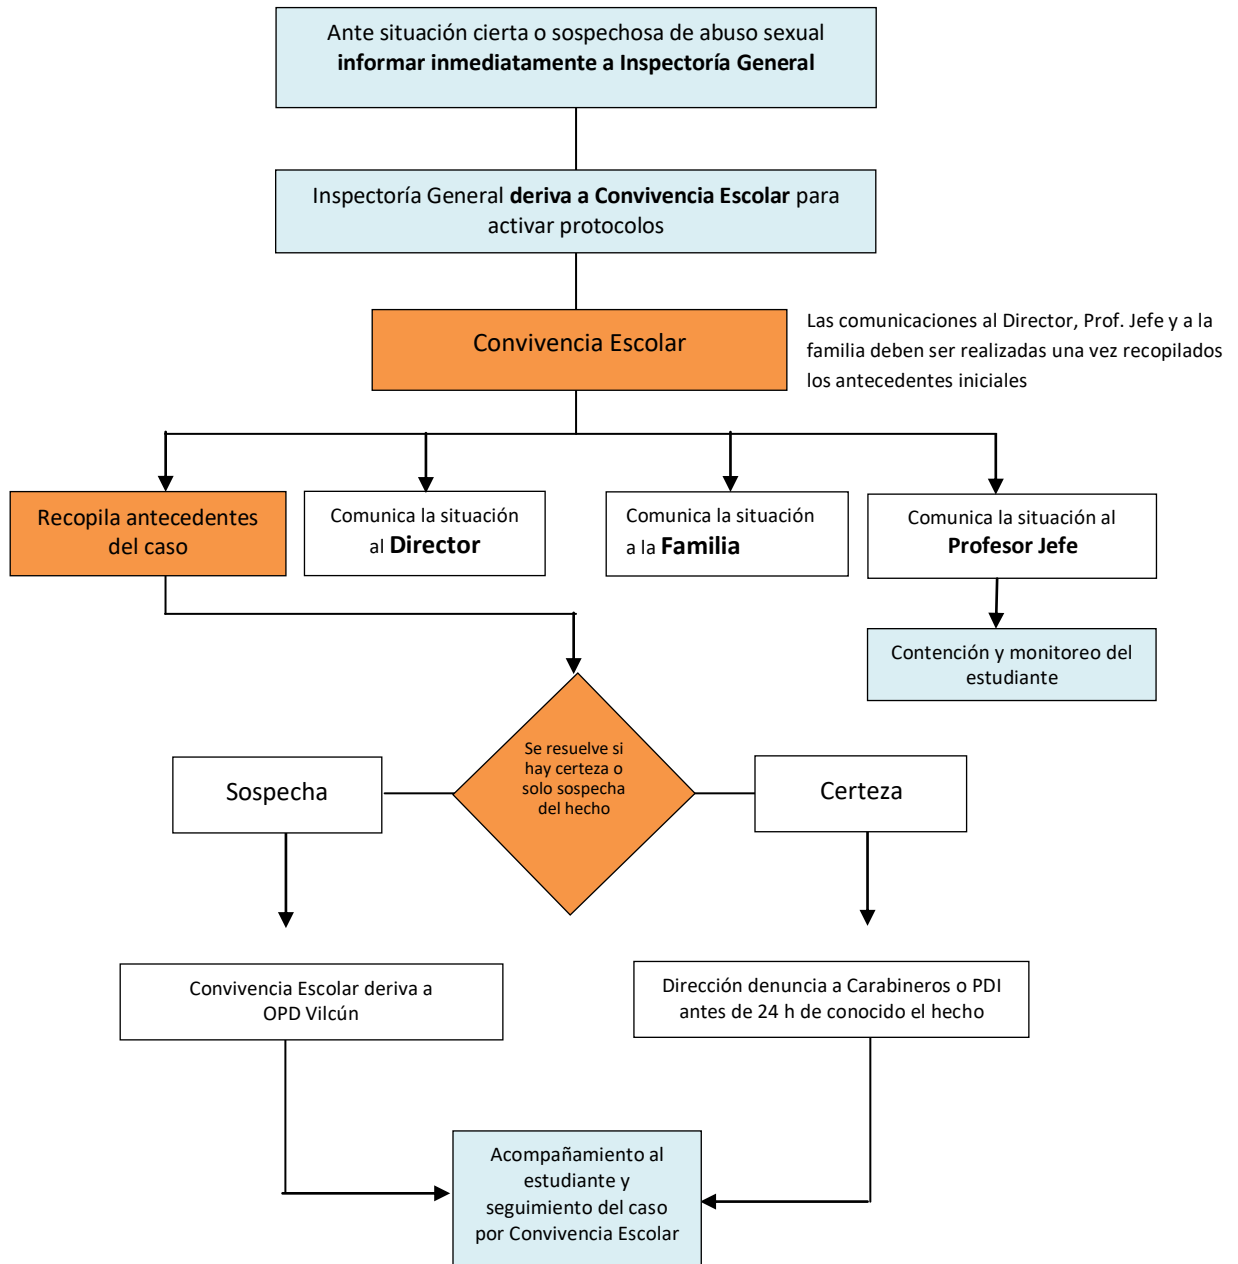 Ante situación cierta o sospechosa de abuso sexual
informar inmediatamente a Inspectoría General
Inspectoría General deriva a Convivencia Escolar para
activar protocolos
Convivencia Escolar
Las comunicaciones al Director, Prof. Jefe y a la
familia deben ser realizadas una vez recopilados
los antecedentes iniciales
Recopila antecedentes
del caso
Comunica la situación
al Director
Comunica la situación
a la Familia
Comunica la situación al
Profesor Jefe
Contención y monitoreo del
estudiante
Se resuelve si
hay certeza o
solo sospecha
del hecho
Sospecha
Certeza
Convivencia Escolar deriva a
OPD Vilcún
Dirección denuncia a Carabineros o PDI
antes de 24 h de conocido el hecho
Acompañamiento al
estudiante y
seguimiento del caso
por Convivencia Escolar